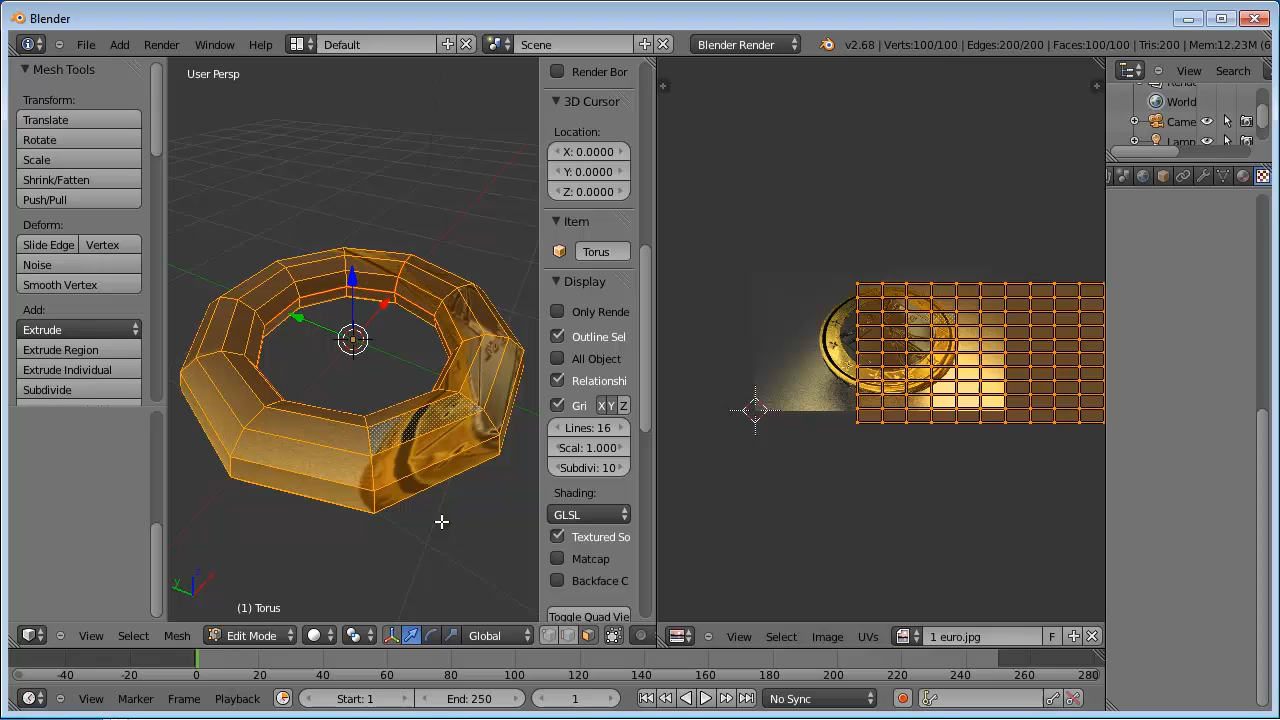 Blender
File Add Render Window Help Default Scene Blender Render v2.68 | Verts:100/100 | Edges:200/200 | Faces:100/100 | Tris:200 | Mem:12.23M (6
Mesh Tools
Transform:
Translate
Rotate
Scale
Shrink/Fatten
Push/Pull
Deform:
Slide Edge Vertex
Noise
Smooth Vertex
Add:
Extrude
Extrude Region
Extrude Individual
Subdivide
User Persp
(1) Torus
Render Bor
3D Cursor
Location:
X: 0.0000
Y: 0.0000
Z: 0.0000
Item
Torus
Display
Only Rende
Outline Sel
All Object
Relationshi
Gri X Y Z
Lines: 16
Scal: 1.000
Subdivi: 10
Shading:
GLSL
Textured So
Matcap
Backface C
Toggle Quad Vie
View Search
World
Came
Lamp
View Select Mesh Edit Mode Global
View Select Image UVs 1 euro.jpg F
-40 -20 0 20 40 60 80 100 120 140 160 180 200 220 240 260 280
View Marker Frame Playback Start: 1 End: 250 1 No Sync